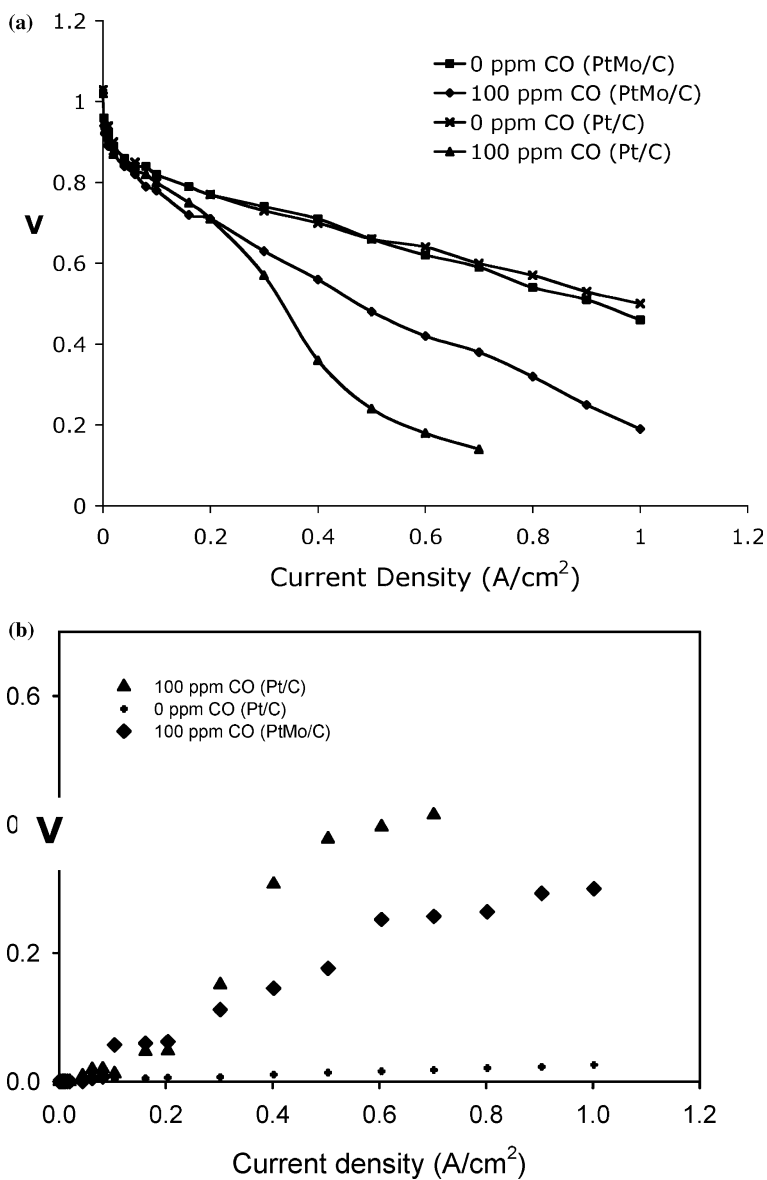 (a)
1.2
1
0.8
0.6
0.4
0.2
0
V
0 ppm CO (PtMo/C)
100 ppm CO (PtMo/C)
0 ppm CO (Pt/C)
100 ppm CO (Pt/C)
0 0.2 0.4 0.6 0.8 1 1.2
Current Density (A/cm²)
(b)
0.6
0
0.2
0.0
V
100 ppm CO (Pt/C)
0 ppm CO (Pt/C)
100 ppm CO (PtMo/C)
0.0 0.2 0.4 0.6 0.8 1.0 1.2
Current density (A/cm²)